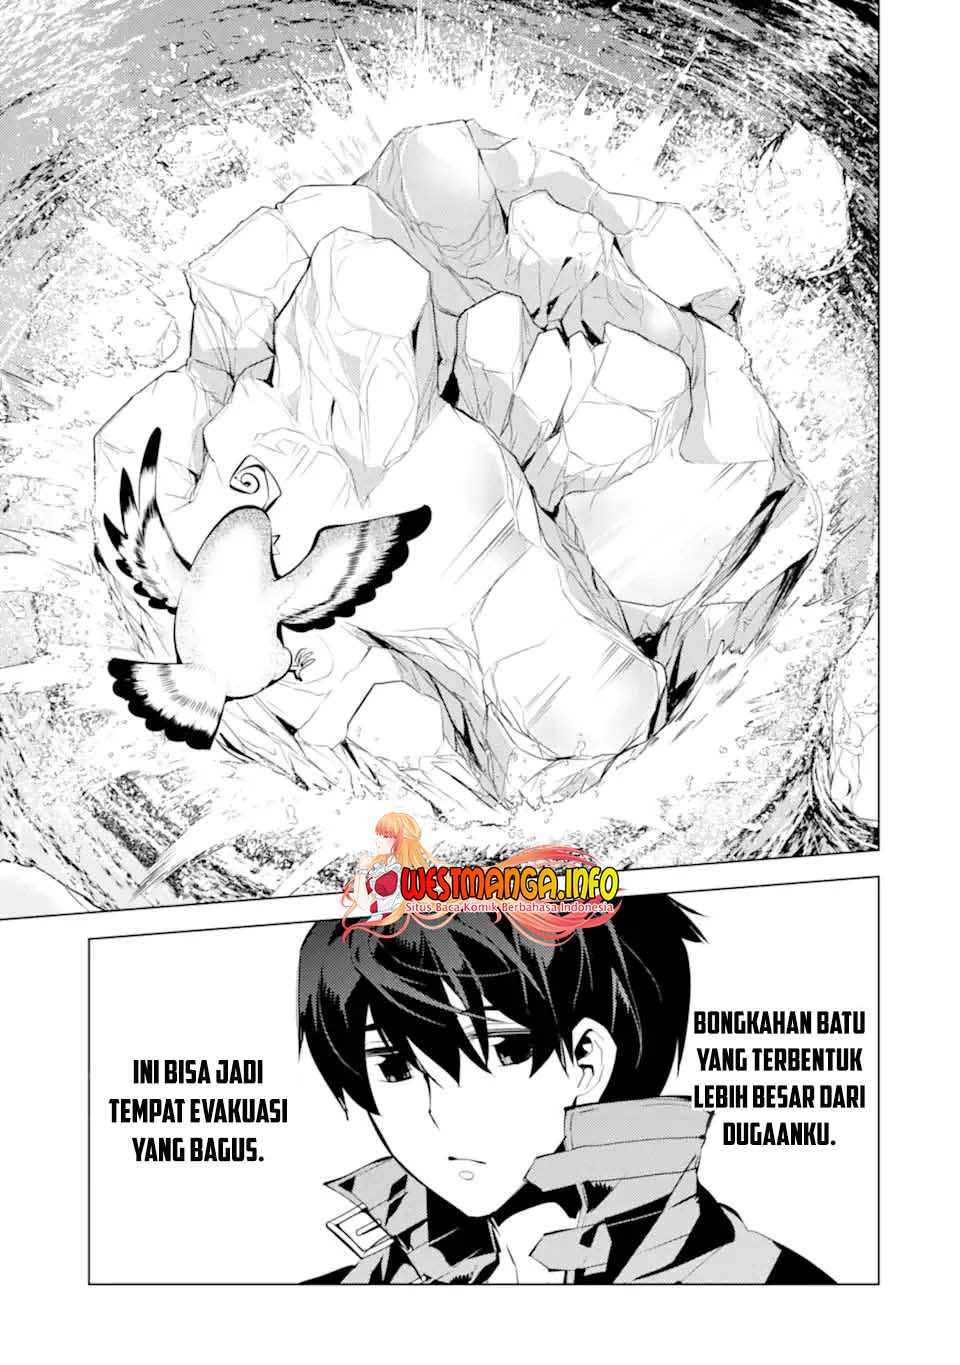 WESTMANGA.INFO
Situs Baca Komik Berbahasa Indonesia
BONGKAHAN BATU
YANG TERBENTUK
LEBIH BESAR DARI
DUGAANKU.
INI BISA JADI
TEMPAT EVAKUASI
YANG BAGUS.